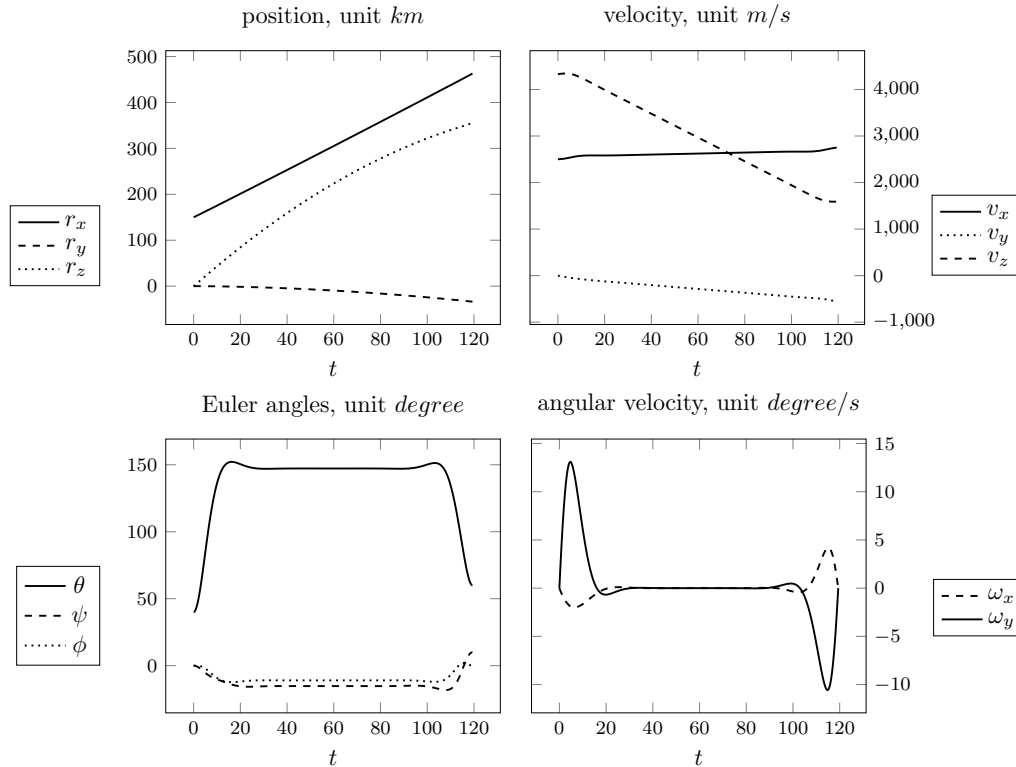 position, unit km
velocity, unit m/s
500
400
300
200
100
0
4,000
3,000
2,000
1,000
0
−1,000
r_x
r_y
r_z
v_x
v_y
v_z
0 20 40 60 80 100 120
0 20 40 60 80 100 120
t
t
Euler angles, unit degree
angular velocity, unit degree/s
150
100
50
0
15
10
5
0
−5
−10
θ
ψ
ϕ
ω_x
ω_y
0 20 40 60 80 100 120
0 20 40 60 80 100 120
t
t